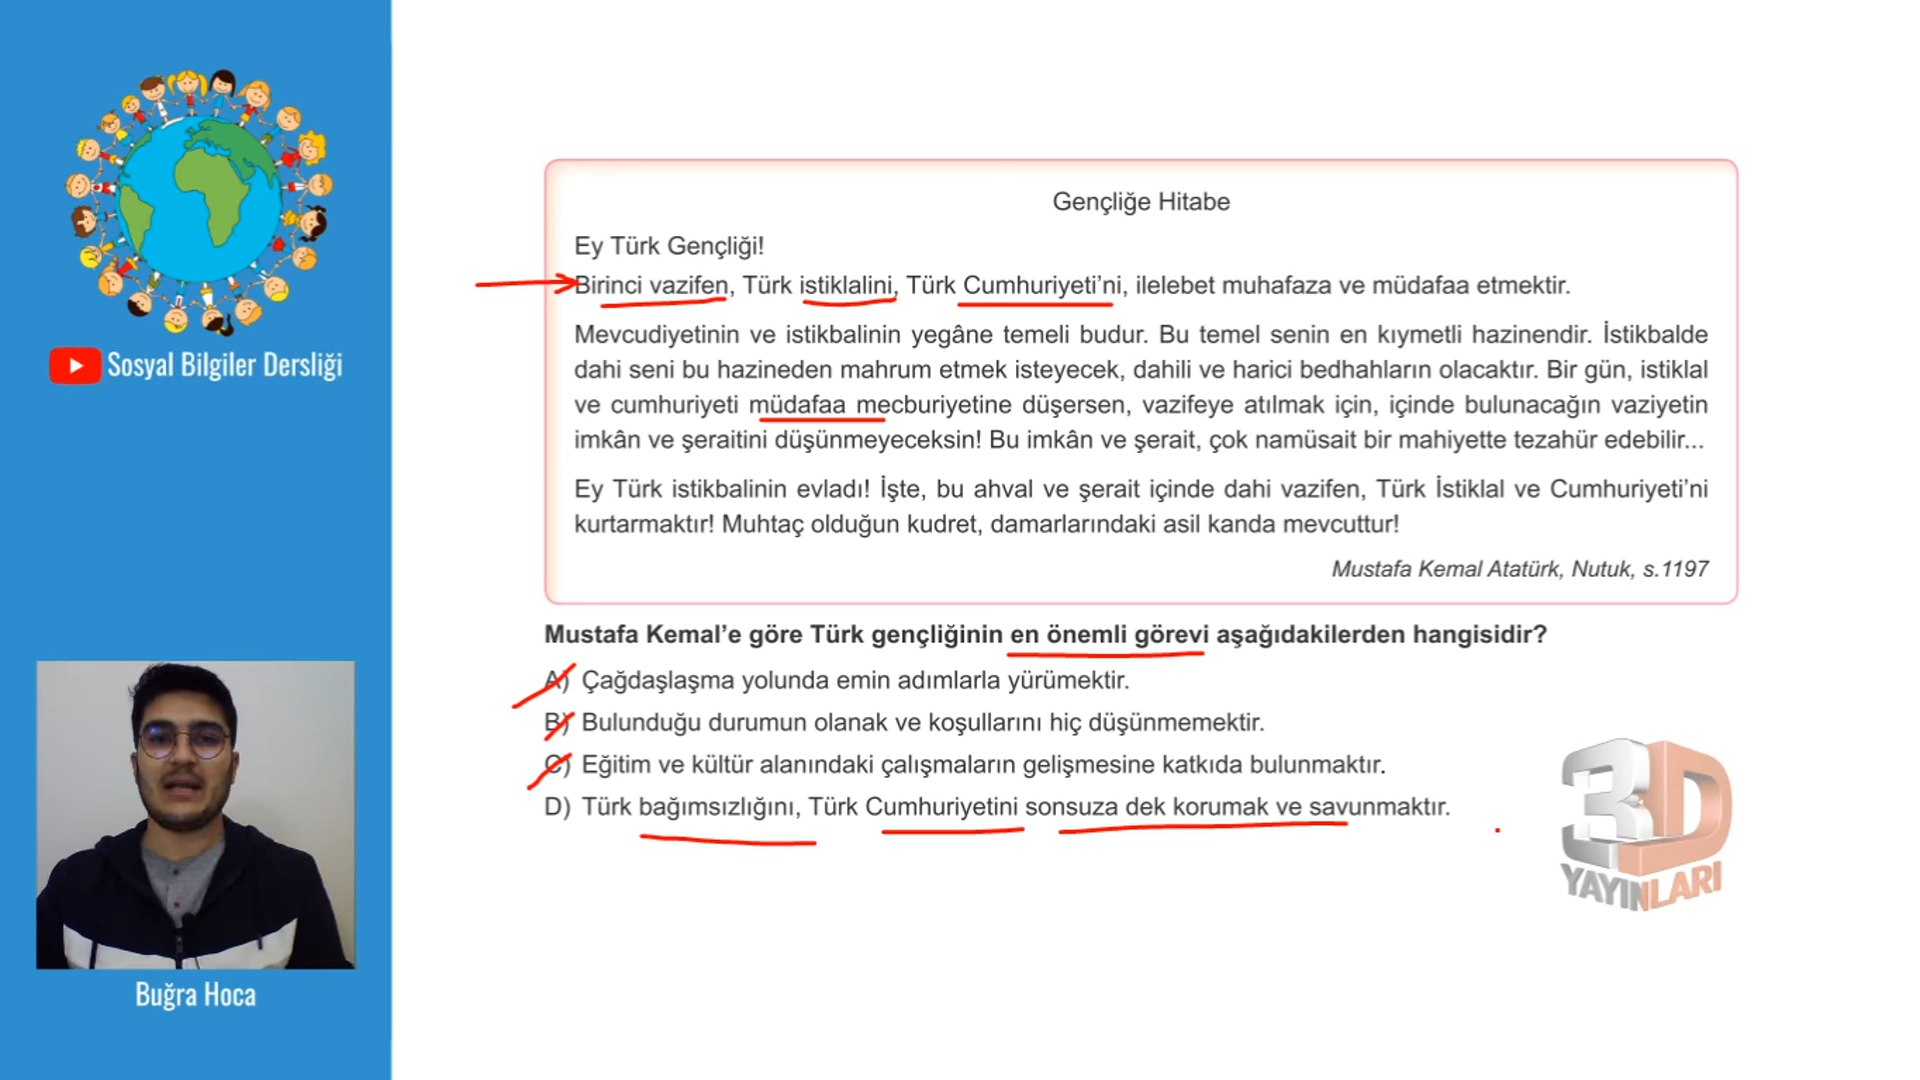 Sosyal Bilgiler Dersliği
Buğra Hoca
Gençliğe Hitabe
Ey Türk Gençliği!
Birinci vazifen, Türk istiklalini, Türk Cumhuriyeti’ni, ilelebet muhafaza ve müdafaa etmektir.
Mevcudiyetinin ve istikbalinin yegâne temeli budur. Bu temel senin en kıymetli hazinendir. İstikbalde
dahi seni bu hazineden mahrum etmek isteyecek, dahili ve harici bedhahların olacaktır. Bir gün, istiklal
ve cumhuriyeti müdafaa mecburiyetine düşersen, vazifeye atılmak için, içinde bulunacağın vaziyetin
imkân ve şeraitini düşünmeyeceksin! Bu imkân ve şerait, çok namüsait bir mahiyette tezahür edebilir...
Ey Türk istikbalinin evladı! İşte, bu ahval ve şerait içinde dahi vazifen, Türk İstiklal ve Cumhuriyeti’ni
kurtarmaktır! Muhtaç olduğun kudret, damarlarındaki asil kanda mevcuttur!
Mustafa Kemal Atatürk, Nutuk, s.1197
Mustafa Kemal’e göre Türk gençliğinin en önemli görevi aşağıdakilerden hangisidir?
A) Çağdaşlaşma yolunda emin adımlarla yürümektir.
B) Bulunduğu durumun olanak ve koşullarını hiç düşünmemektir.
C) Eğitim ve kültür alanındaki çalışmaların gelişmesine katkıda bulunmaktır.
D) Türk bağımsızlığını, Türk Cumhuriyetini sonsuza dek korumak ve savunmaktır.
3D
YAYINLARI